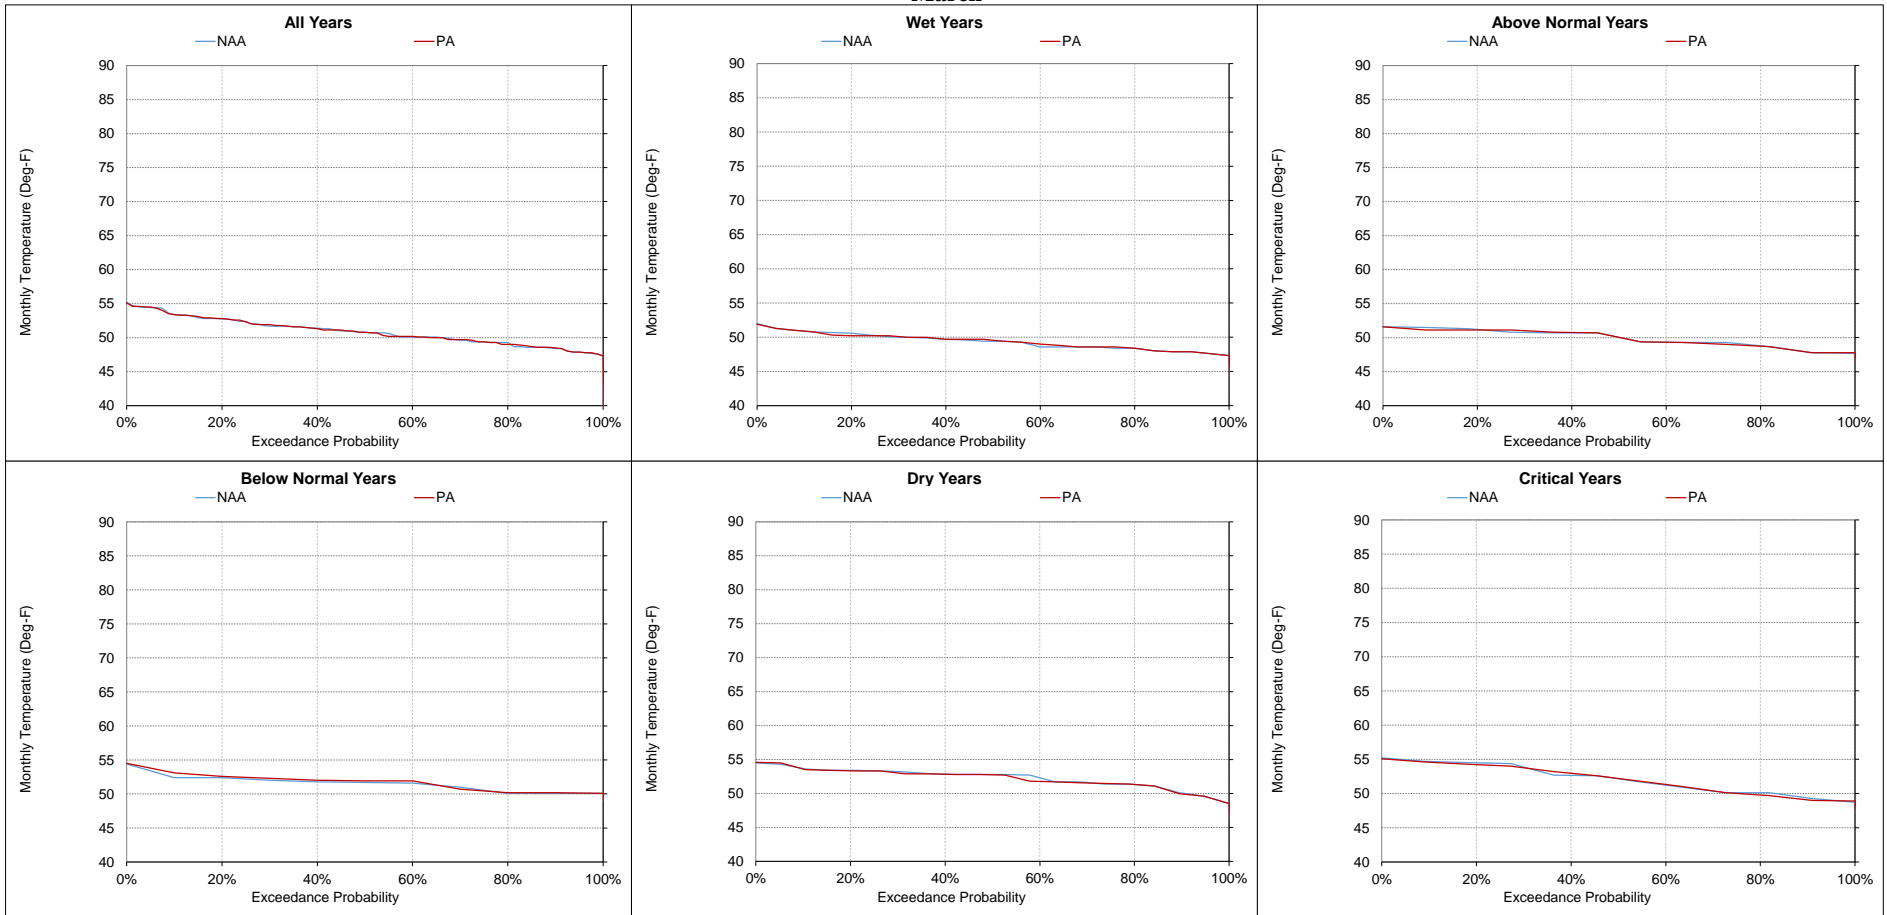 All Years
NAA PA
Monthly Temperature (Deg-F)
90
85
80
75
70
65
60
55
50
45
40
0% 20% 40% 60% 80% 100%
Exceedance Probability
Wet Years
NAA PA
Monthly Temperature (Deg-F)
90
85
80
75
70
65
60
55
50
45
40
0% 20% 40% 60% 80% 100%
Exceedance Probability
Above Normal Years
NAA PA
Monthly Temperature (Deg-F)
90
85
80
75
70
65
60
55
50
45
40
0% 20% 40% 60% 80% 100%
Exceedance Probability
Below Normal Years
NAA PA
Monthly Temperature (Deg-F)
90
85
80
75
70
65
60
55
50
45
40
0% 20% 40% 60% 80% 100%
Exceedance Probability
Dry Years
NAA PA
Monthly Temperature (Deg-F)
90
85
80
75
70
65
60
55
50
45
40
0% 20% 40% 60% 80% 100%
Exceedance Probability
Critical Years
NAA PA
Monthly Temperature (Deg-F)
90
85
80
75
70
65
60
55
50
45
40
0% 20% 40% 60% 80% 100%
Exceedance Probability